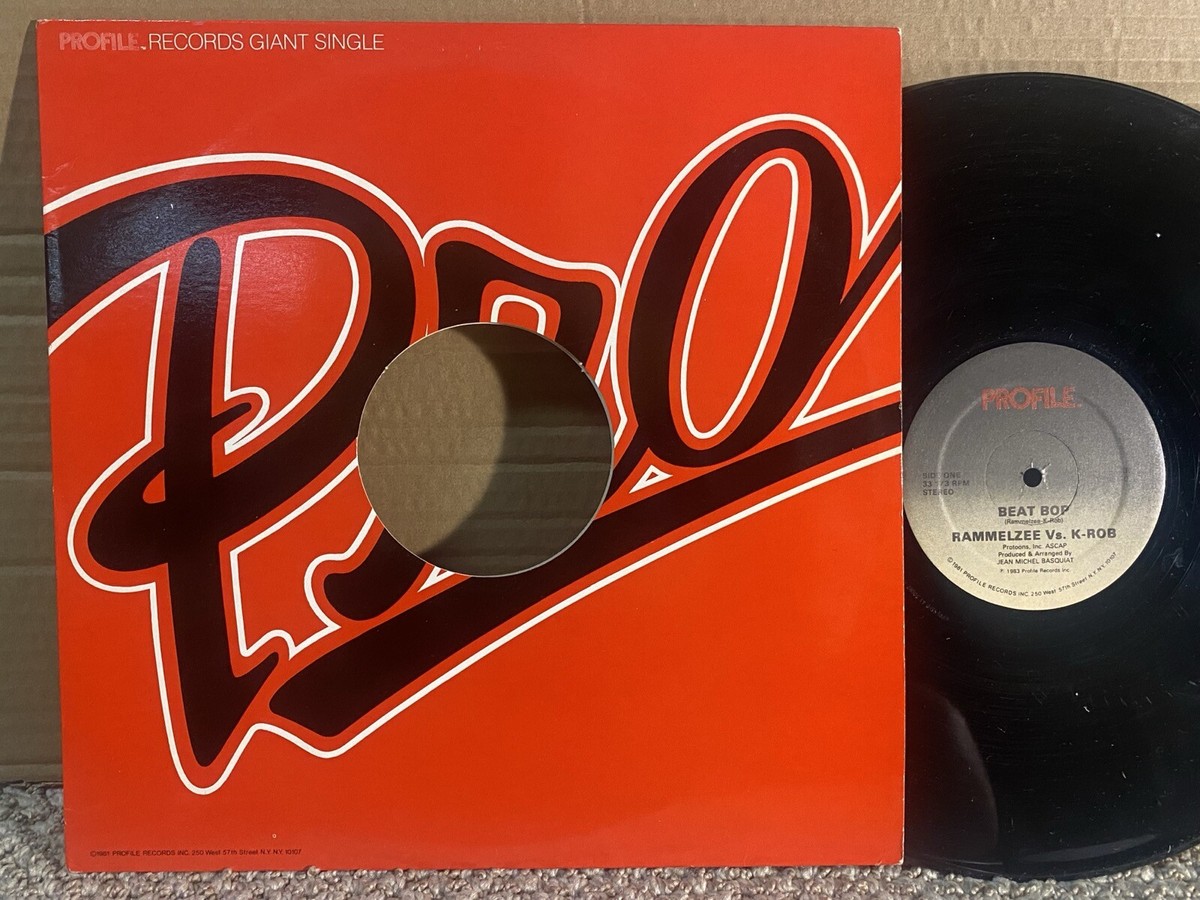 PROFILE RECORDS GIANT SINGLE
Pro
©1981 PROFILE RECORDS INC. 250 West 57th Street N.Y. N.Y. 10107
PROFILE
SIDE ONE
33 1/3 RPM
STEREO
BEAT BOP
(Rammelzee-K-Rob)
RAMMELZEE Vs. K-ROB
Protoons, Inc. ASCAP
Produced & Arranged By
JEAN MICHEL BASQUIAT
℗ 1983 Profile Records Inc.
©1981 PROFILE RECORDS INC. 250 West 57th Street N.Y. N.Y. 10107